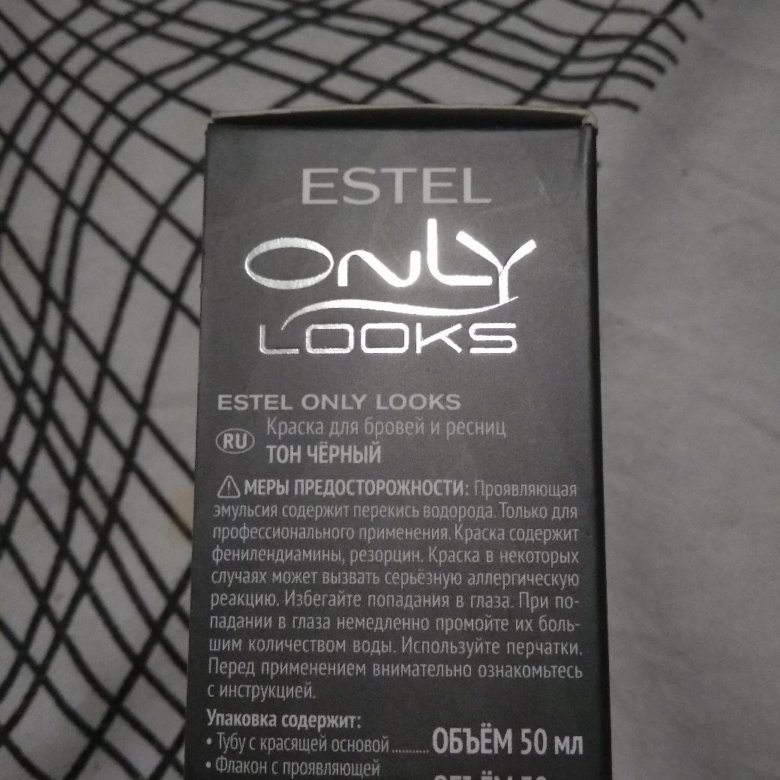 ESTEL
ONLY
LOOKS
ESTEL ONLY LOOKS
RU Краска для бровей и ресниц
ТОН ЧЁРНЫЙ
МЕРЫ ПРЕДОСТОРОЖНОСТИ: Проявляющая
эмульсия содержит перекись водорода. Только для
профессионального применения. Краска содержит
фенилендиамины, резорцин. Краска в некоторых
случаях может вызвать серьёзную аллергическую
реакцию. Избегайте попадания в глаза. При по-
падании в глаза немедленно промойте их боль-
шим количеством воды. Используйте перчатки.
Перед применением внимательно ознакомьтесь
с инструкцией.
Упаковка содержит:
• Тубу с красящей основой .......... ОБЪЁМ 50 мл
• Флакон с проявляющей